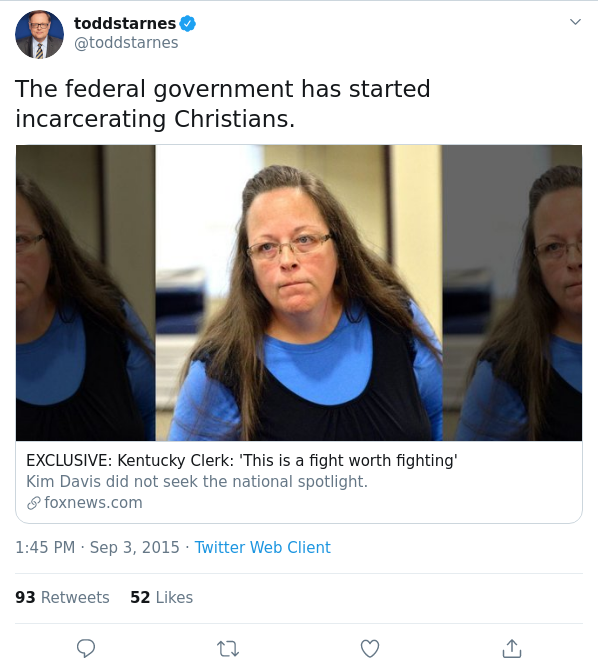 toddstarnes
@toddstarnes
The federal government has started
incarcerating Christians.
EXCLUSIVE: Kentucky Clerk: 'This is a fight worth fighting'
Kim Davis did not seek the national spotlight.
foxnews.com
1:45 PM · Sep 3, 2015 · Twitter Web Client
93 Retweets 52 Likes